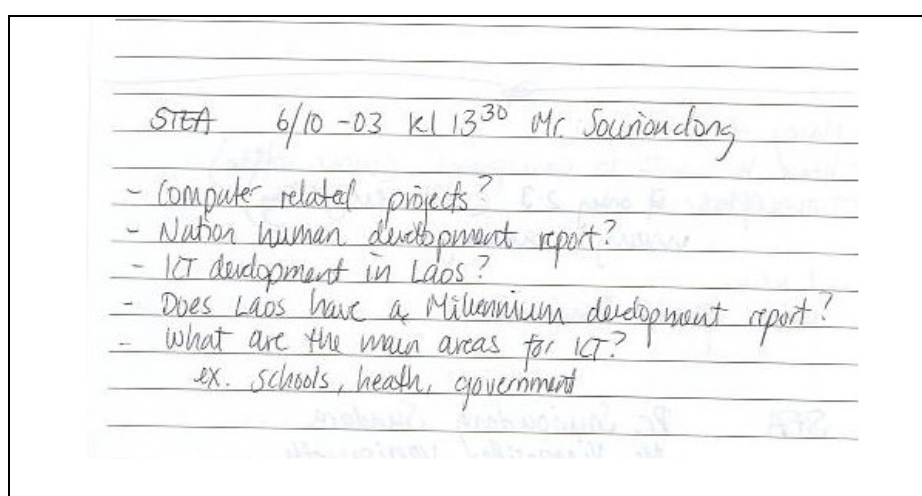 STEA 6/10 -03 kl 13³⁰ Mr. Sourioudong
- Computer related projects?
- Nation human development report?
- ICT development in Laos?
- Does Laos have a Millennium development report?
- What are the main areas for ICT?
ex. schools, heath, government